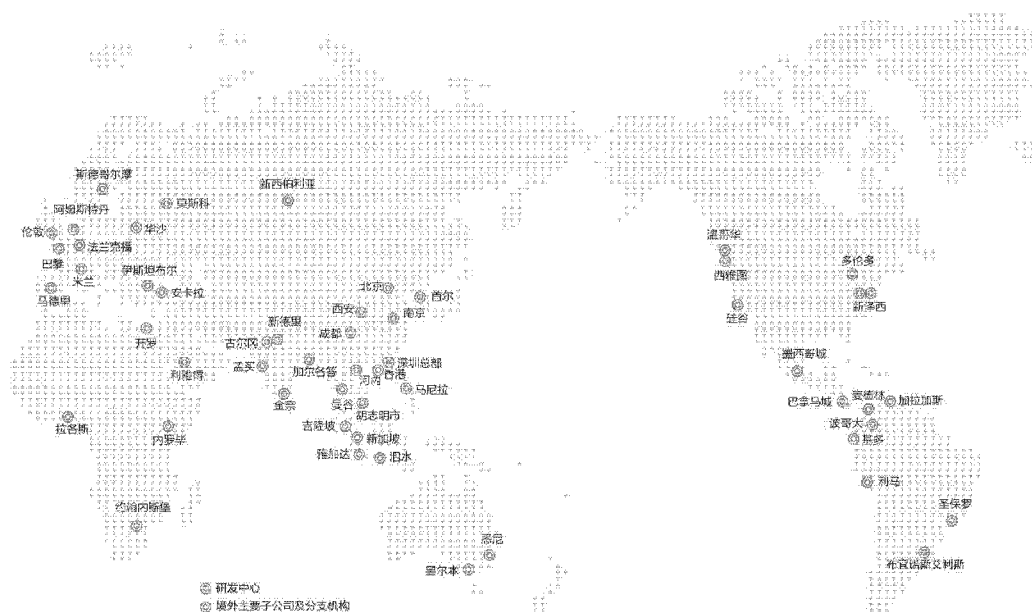 斯德哥尔摩
新西伯利亚
莫斯科
阿姆斯特丹
伦敦
华沙
法兰克福
巴黎
米兰
伊斯坦布尔
安卡拉
马德里
北京
首尔
西安
南京
成都
新德里
古尔冈
开罗
孟买
加尔各答
深圳总部
香港
河内
利雅得
马尼拉
金奈
曼谷
胡志明市
拉各斯
内罗毕
吉隆坡
新加坡
雅加达
泗水
约翰内斯堡
悉尼
墨尔本
温哥华
西雅图
多伦多
新泽西
硅谷
墨西哥城
巴拿马城
麦德林
加拉加斯
波哥大
基多
利马
圣保罗
布宜诺斯艾利斯
研发中心
境外主要子公司及分支机构